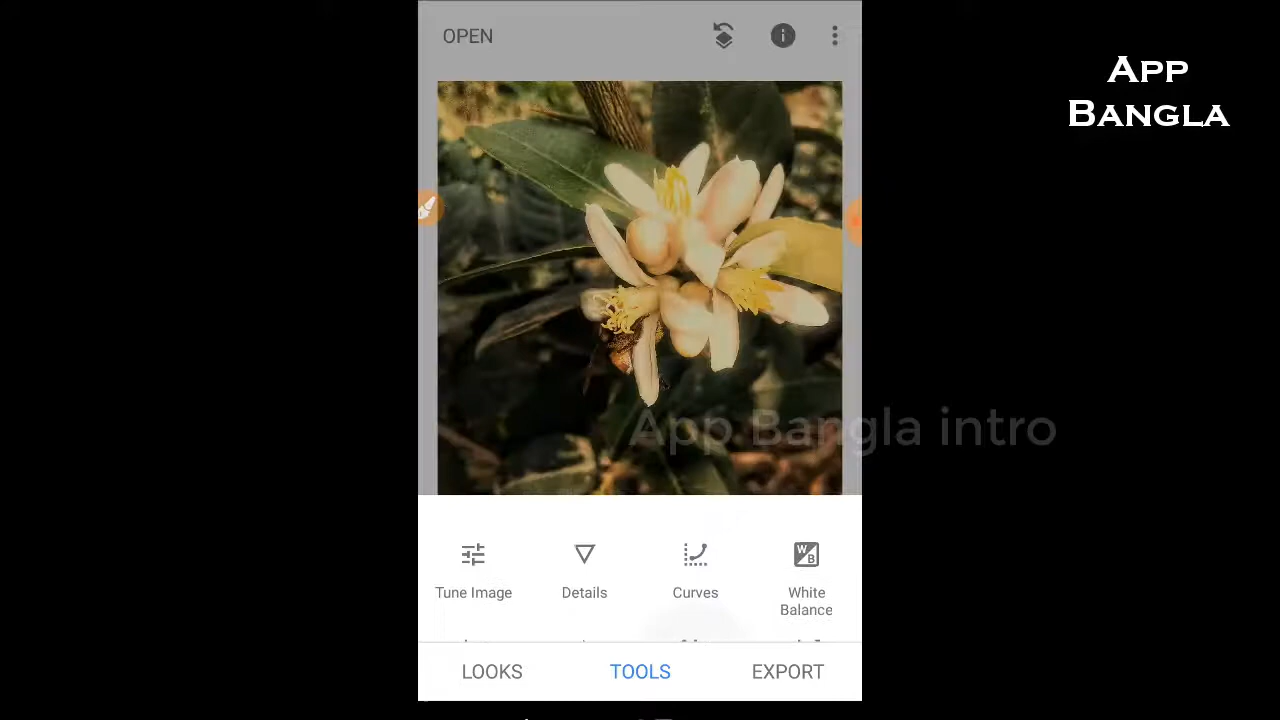 OPEN
App
Bangla
App Bangla intro
Tune Image
Details
Curves
White
Balance
LOOKS
TOOLS
EXPORT